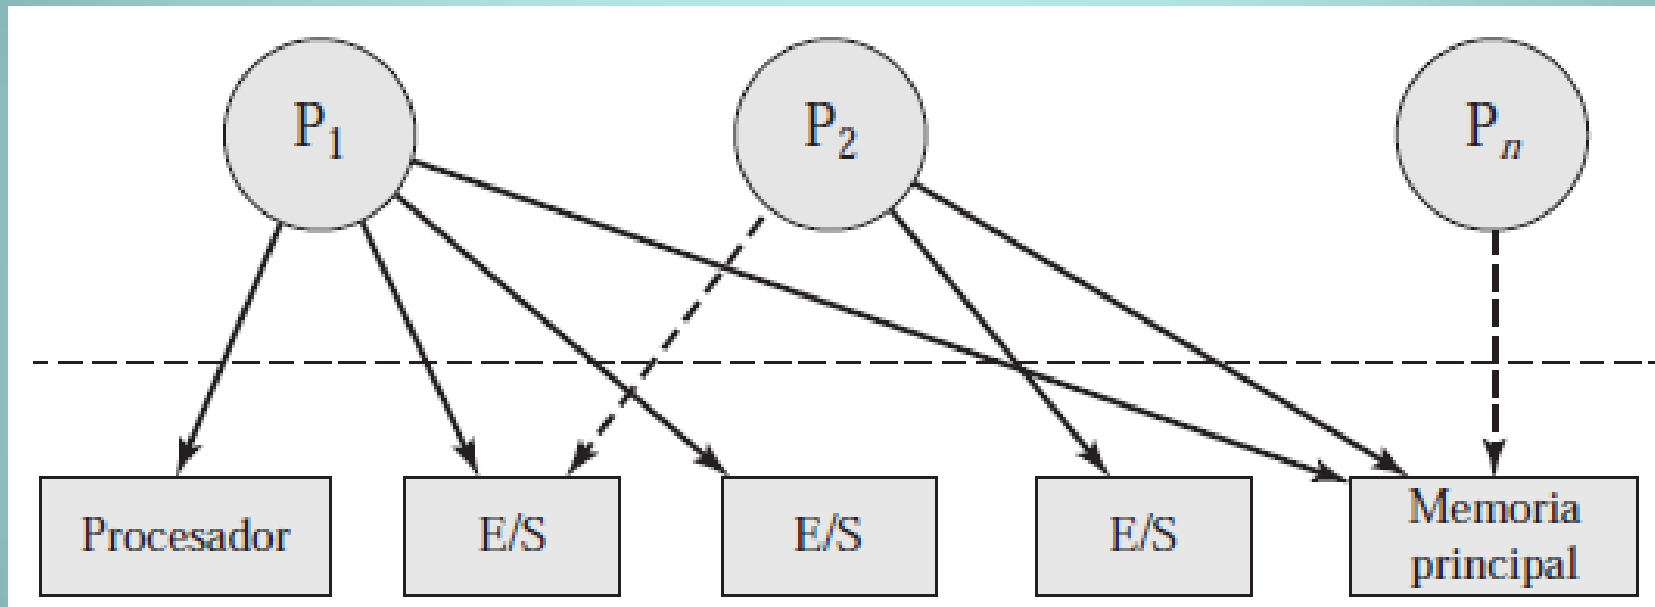 P₁
P₂
Pₙ
Procesador
E/S
E/S
E/S
Memoria
principal